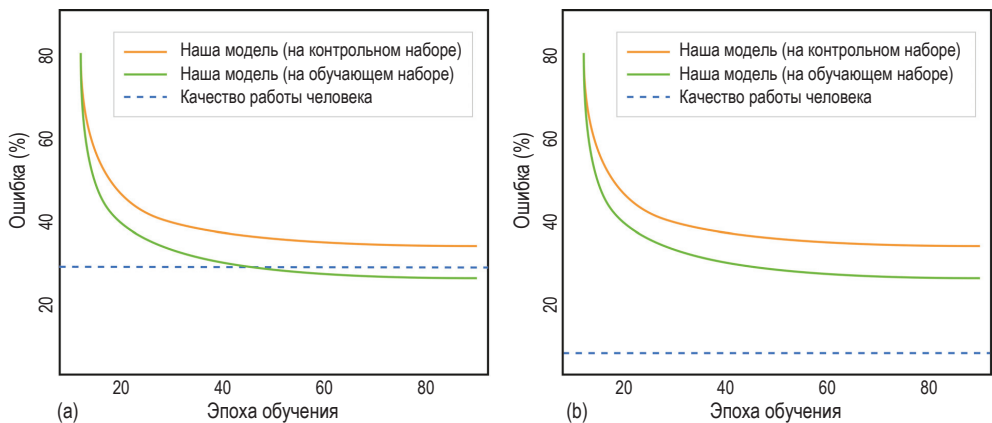 Ошибка (%)
80
60
40
20
Наша модель (на контрольном наборе)
Наша модель (на обучающем наборе)
Качество работы человека
20 40 60 80
(a) Эпоха обучения
Ошибка (%)
80
60
40
20
Наша модель (на контрольном наборе)
Наша модель (на обучающем наборе)
Качество работы человека
20 40 60 80
(b) Эпоха обучения